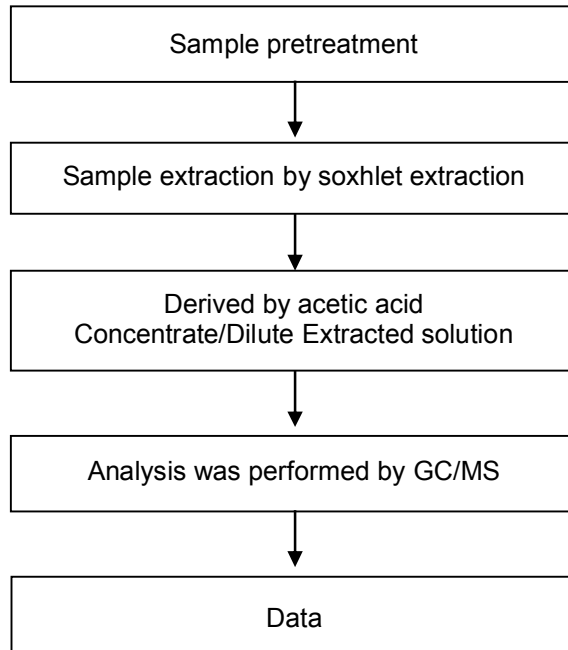 Sample pretreatment
Sample extraction by soxhlet extraction
Derived by acetic acid
Concentrate/Dilute Extracted solution
Analysis was performed by GC/MS
Data